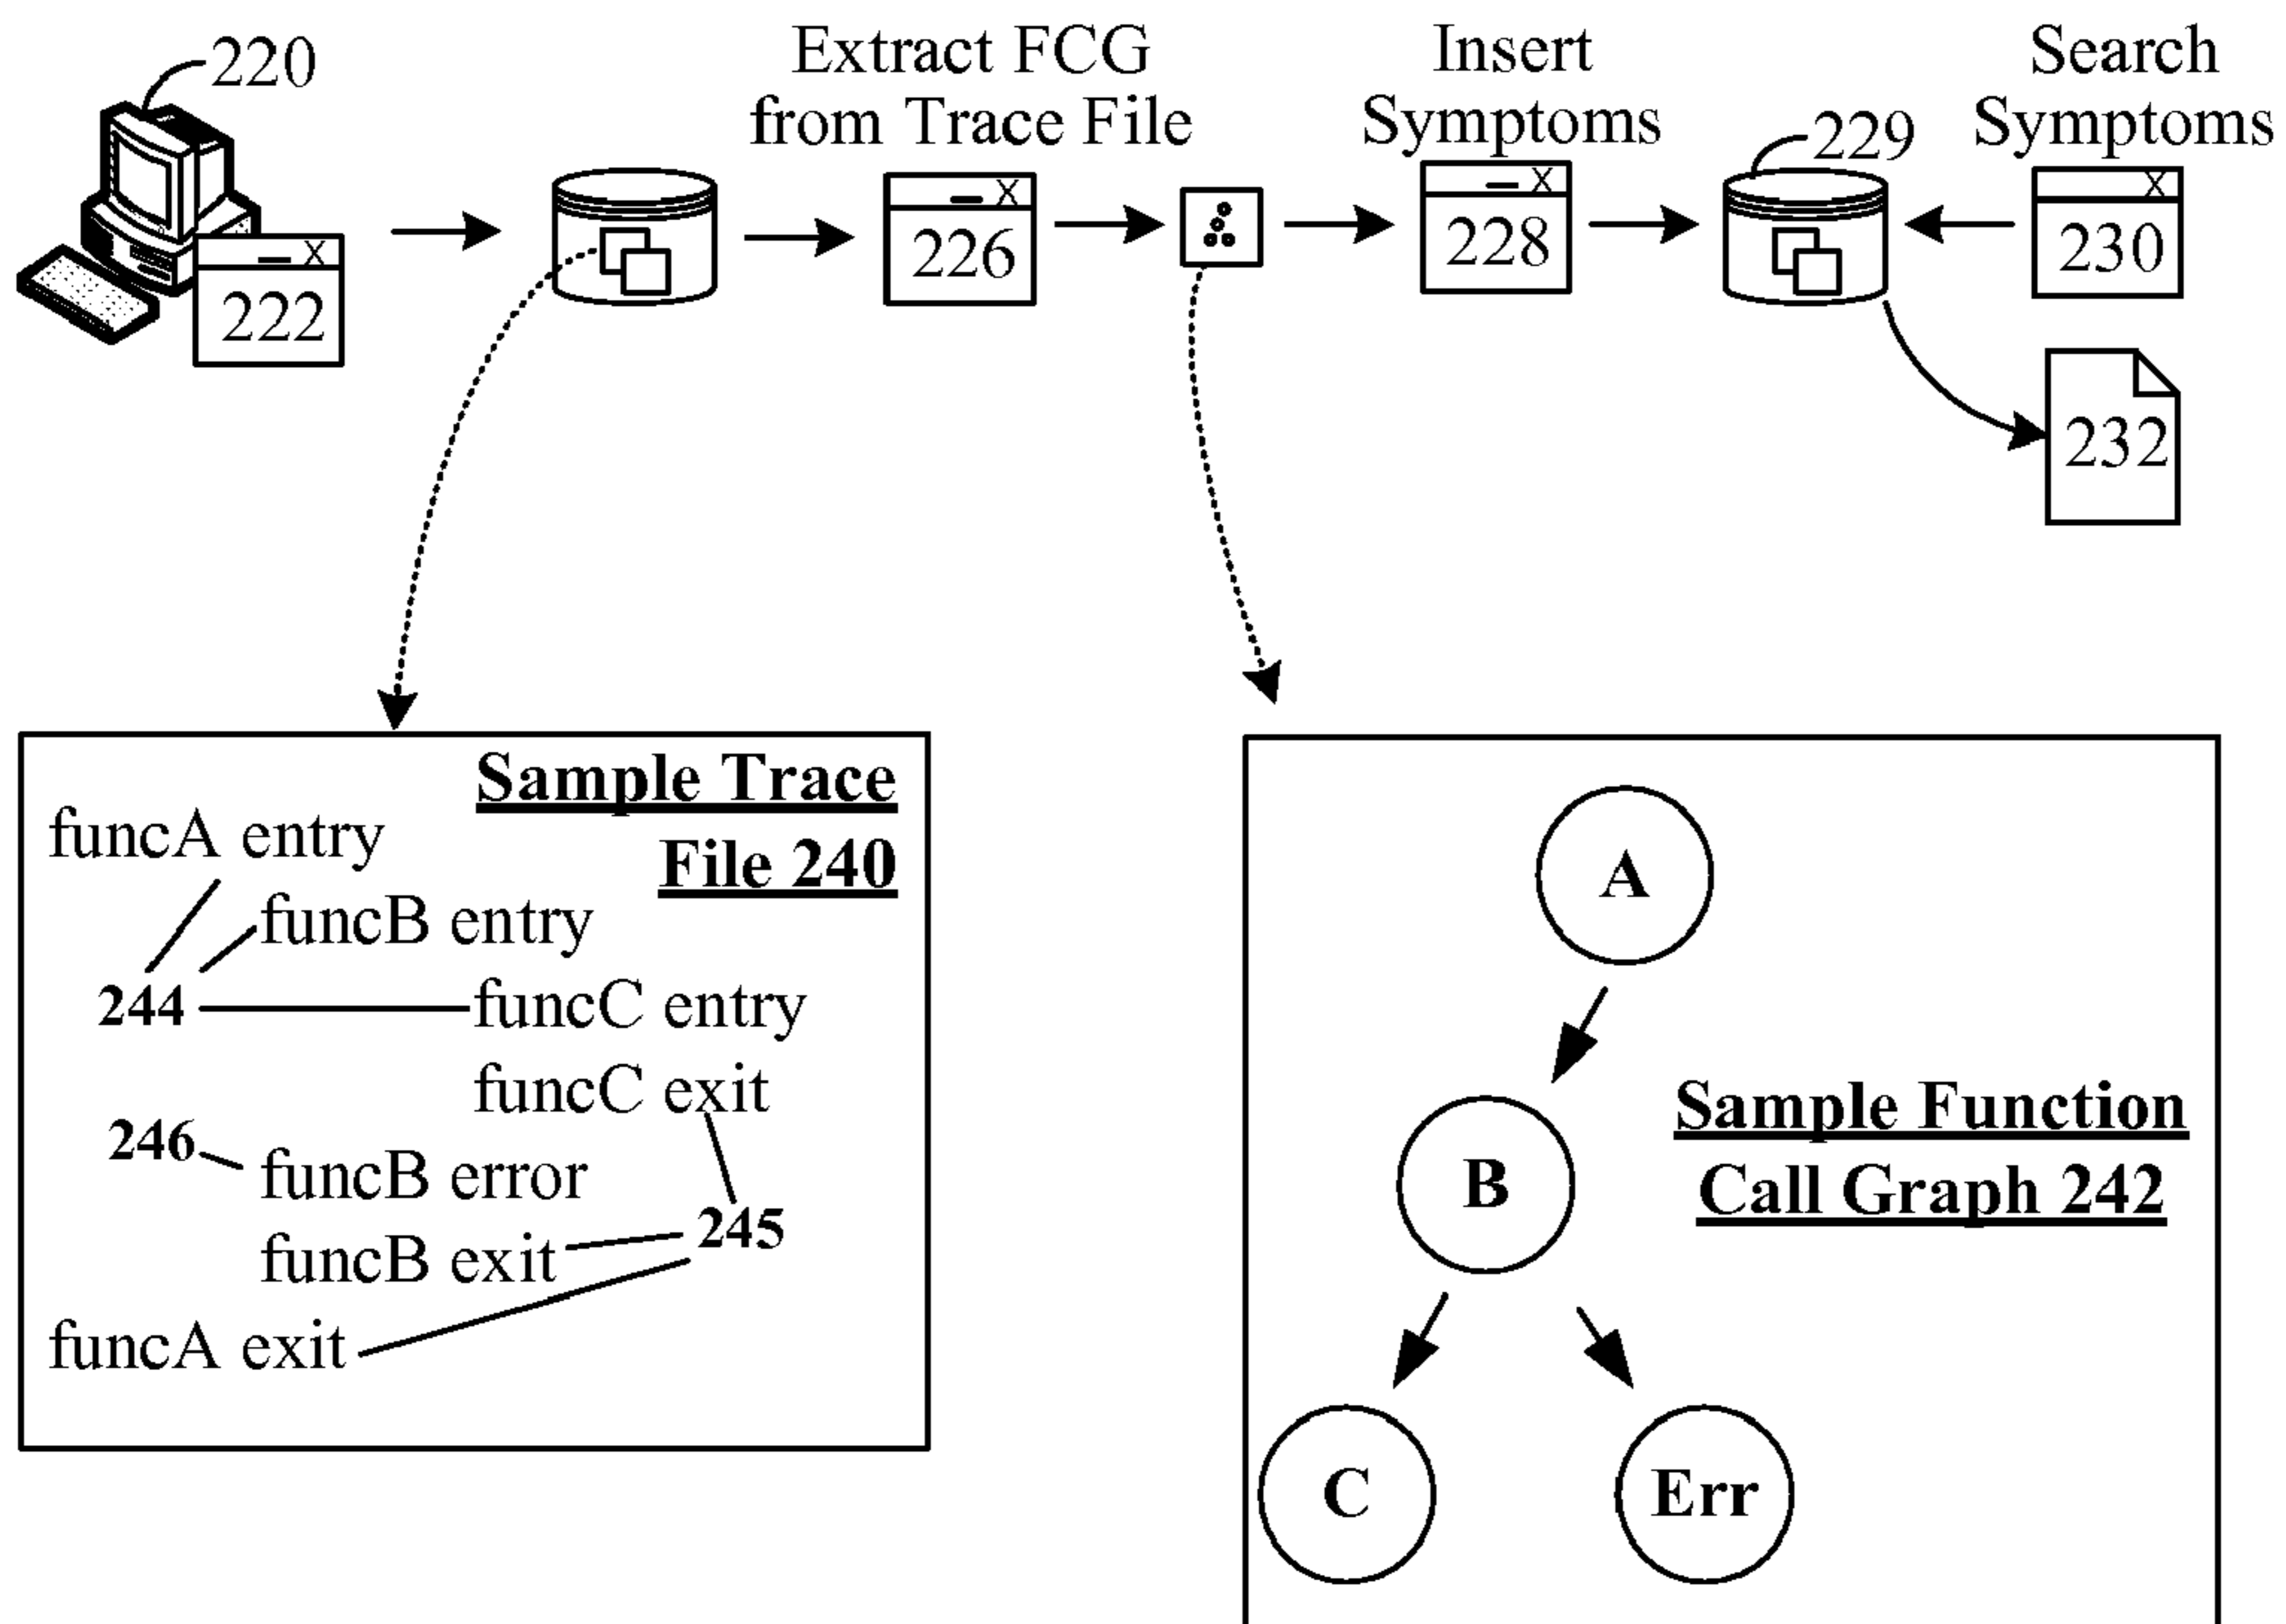 220
Extract FCG
from Trace File
Insert
Symptoms
Search
Symptoms
229
X
222
X
226
X
228
X
230
232
Sample Trace
File 240
funcA entry
funcB entry
244
funcC entry
funcC exit
246
funcB error
245
funcB exit
funcA exit
A
B
Sample Function
Call Graph 242
C
Err